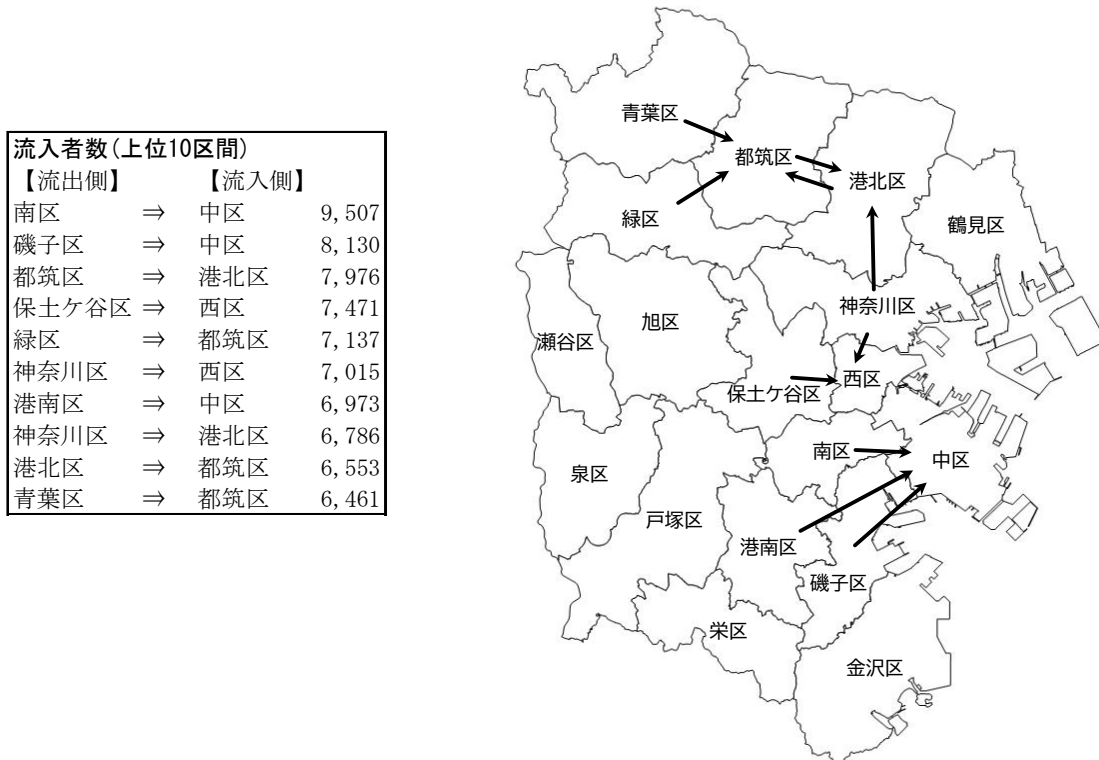 流入者数(上位10区間)
【流出側】 【流入側】
南区 ⇒ 中区 9,507
磯子区 ⇒ 中区 8,130
都筑区 ⇒ 港北区 7,976
保土ケ谷区 ⇒ 西区 7,471
緑区 ⇒ 都筑区 7,137
神奈川区 ⇒ 西区 7,015
港南区 ⇒ 中区 6,973
神奈川区 ⇒ 港北区 6,786
港北区 ⇒ 都筑区 6,553
青葉区 ⇒ 都筑区 6,461
青葉区
都筑区
港北区
緑区
鶴見区
神奈川区
旭区
瀬谷区
西区
保土ケ谷区
南区
中区
泉区
戸塚区
港南区
磯子区
栄区
金沢区